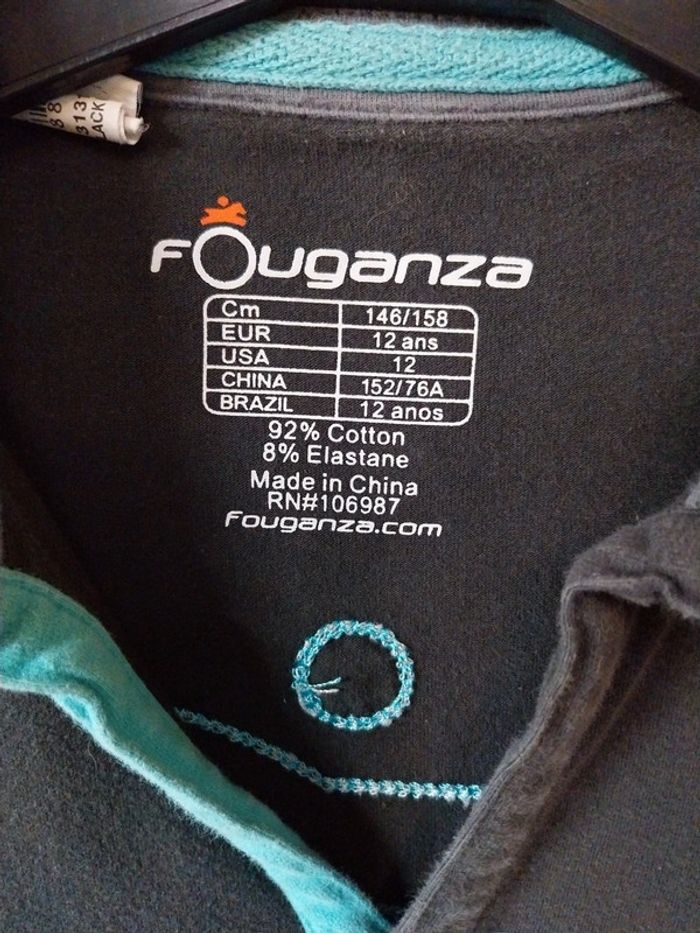 Fouganza
Cm 146/158
EUR 12 ans
USA 12
CHINA 152/76A
BRAZIL 12 anos
92% Cotton
8% Elastane
Made in China
RN#106987
Fouganza.com